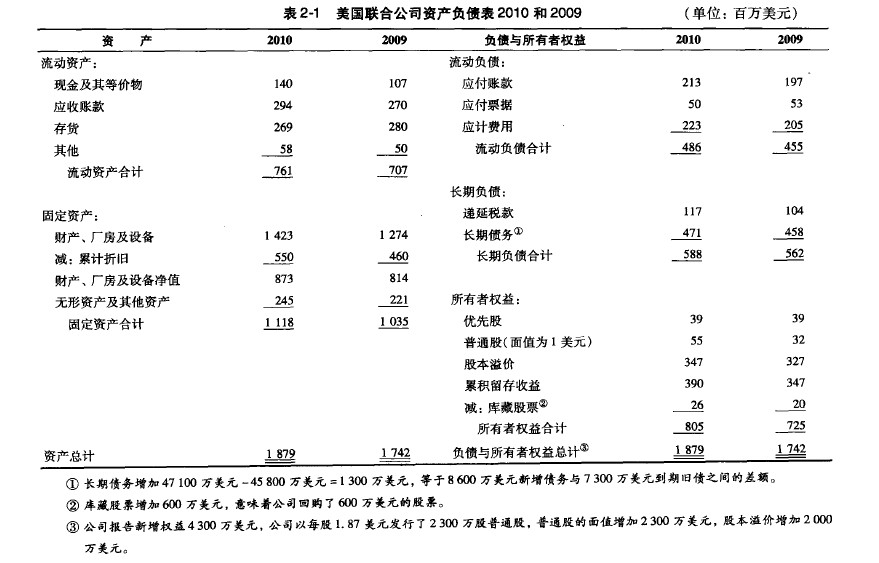 表2-1 美国联合公司资产负债表2010 和2009 (单位：百万美元)
资 产 2010 2009 负债与所有者权益 2010 2009
流动资产： 流动负债：
现金及其等价物 140 107 应付账款 213 197
应收账款 294 270 应付票据 50 53
存货 269 280 应计费用 223 205
其他 58 50 流动负债合计 486 455
流动资产合计 761 707
长期负债：
固定资产： 递延税款 117 104
财产、厂房及设备 1 423 1 274 长期债务① 471 458
减：累计折旧 550 460 长期负债合计 588 562
财产、厂房及设备净值 873 814
无形资产及其他资产 245 221 所有者权益：
固定资产合计 1 118 1 035 优先股 39 39
普通股(面值为1美元) 55 32
股本溢价 347 327
累积留存收益 390 347
减：库藏股票② 26 20
所有者权益合计 805 725
资产总计 1 879 1 742 负债与所有者权益总计③ 1 879 1 742
① 长期债务增加47 100 万美元－45 800 万美元＝1 300 万美元，等于8 600 万美元新增债务与7 300 万美元到期旧债之间的差额。
② 库藏股票增加600 万美元，意味着公司回购了600 万美元的股票。
③ 公司报告新增权益4 300 万美元，公司以每股1.87 美元发行了2 300 万股普通股，普通股的面值增加2 300 万美元，股本溢价增加2 000
万美元。